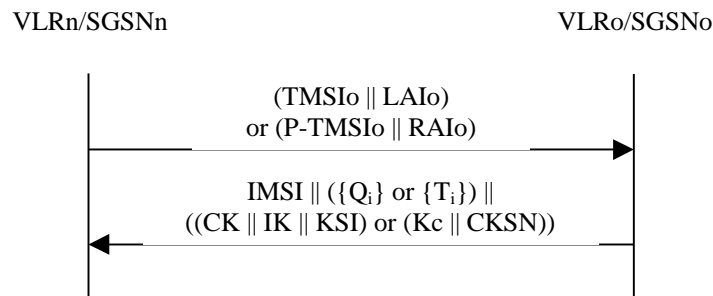 VLRn/SGSNn
VLRo/SGSNo
(TMSIo || LAIo)
or (P-TMSIo || RAIo)
IMSI || ({Qi} or {Ti}) ||
((CK || IK || KSI) or (Kc || CKSN))